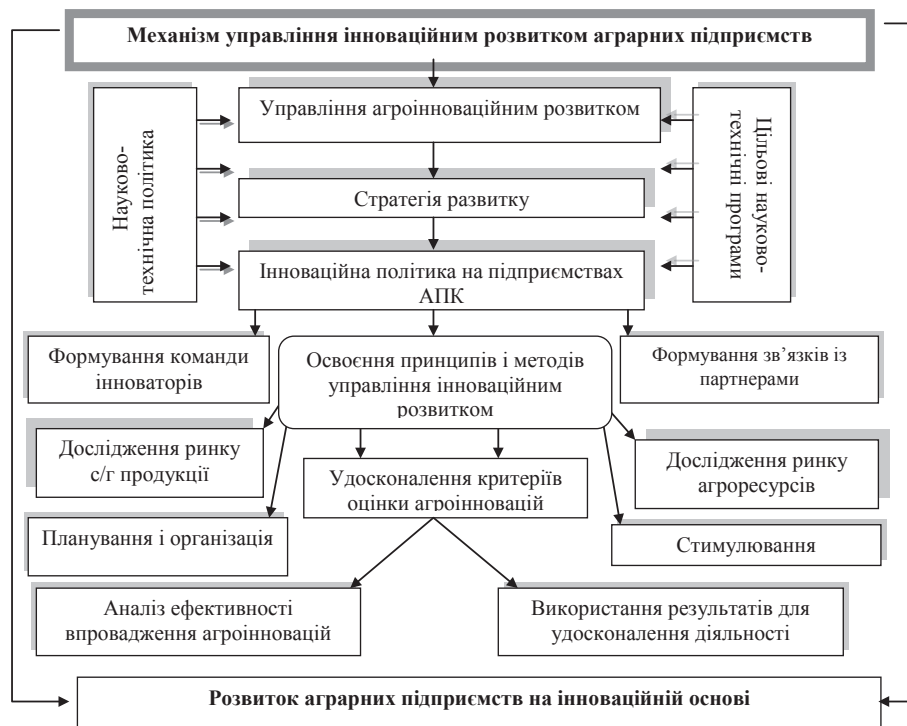 Механізм управління інноваційним розвитком аграрних підприємств
Науково-
технічна політика
Управління агроінноваційним розвитком
Цільові науково-
технічні програми
Стратегія развитку
Інноваційна політика на підприємствах
АПК
Формування команди
інноваторів
Освоєння принципів і методів
управління інноваційним
розвитком
Формування зв’язків із
партнерами
Дослідження ринку
с/г продукції
Удосконалення критеріїв
оцінки агроінновацій
Дослідження ринку
агроресурсів
Планування і організація
Стимулювання
Аналіз ефективності
впровадження агроінновацій
Використання результатів для
удосконалення діяльності
Розвиток аграрних підприємств на інноваційній основі